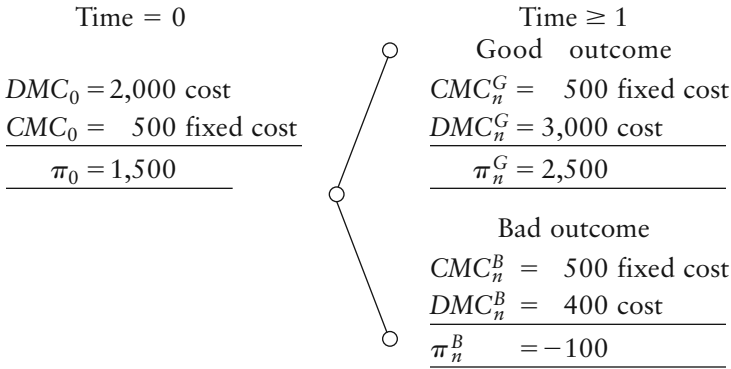 Time = 0
DMC₀ = 2,000 cost
CMC₀ = 500 fixed cost
π₀ = 1,500
Time ≥ 1
Good outcome
CMCₙᴳ = 500 fixed cost
DMCₙᴳ = 3,000 cost
πₙᴳ = 2,500
Bad outcome
CMCₙᴮ = 500 fixed cost
DMCₙᴮ = 400 cost
πₙᴮ = −100